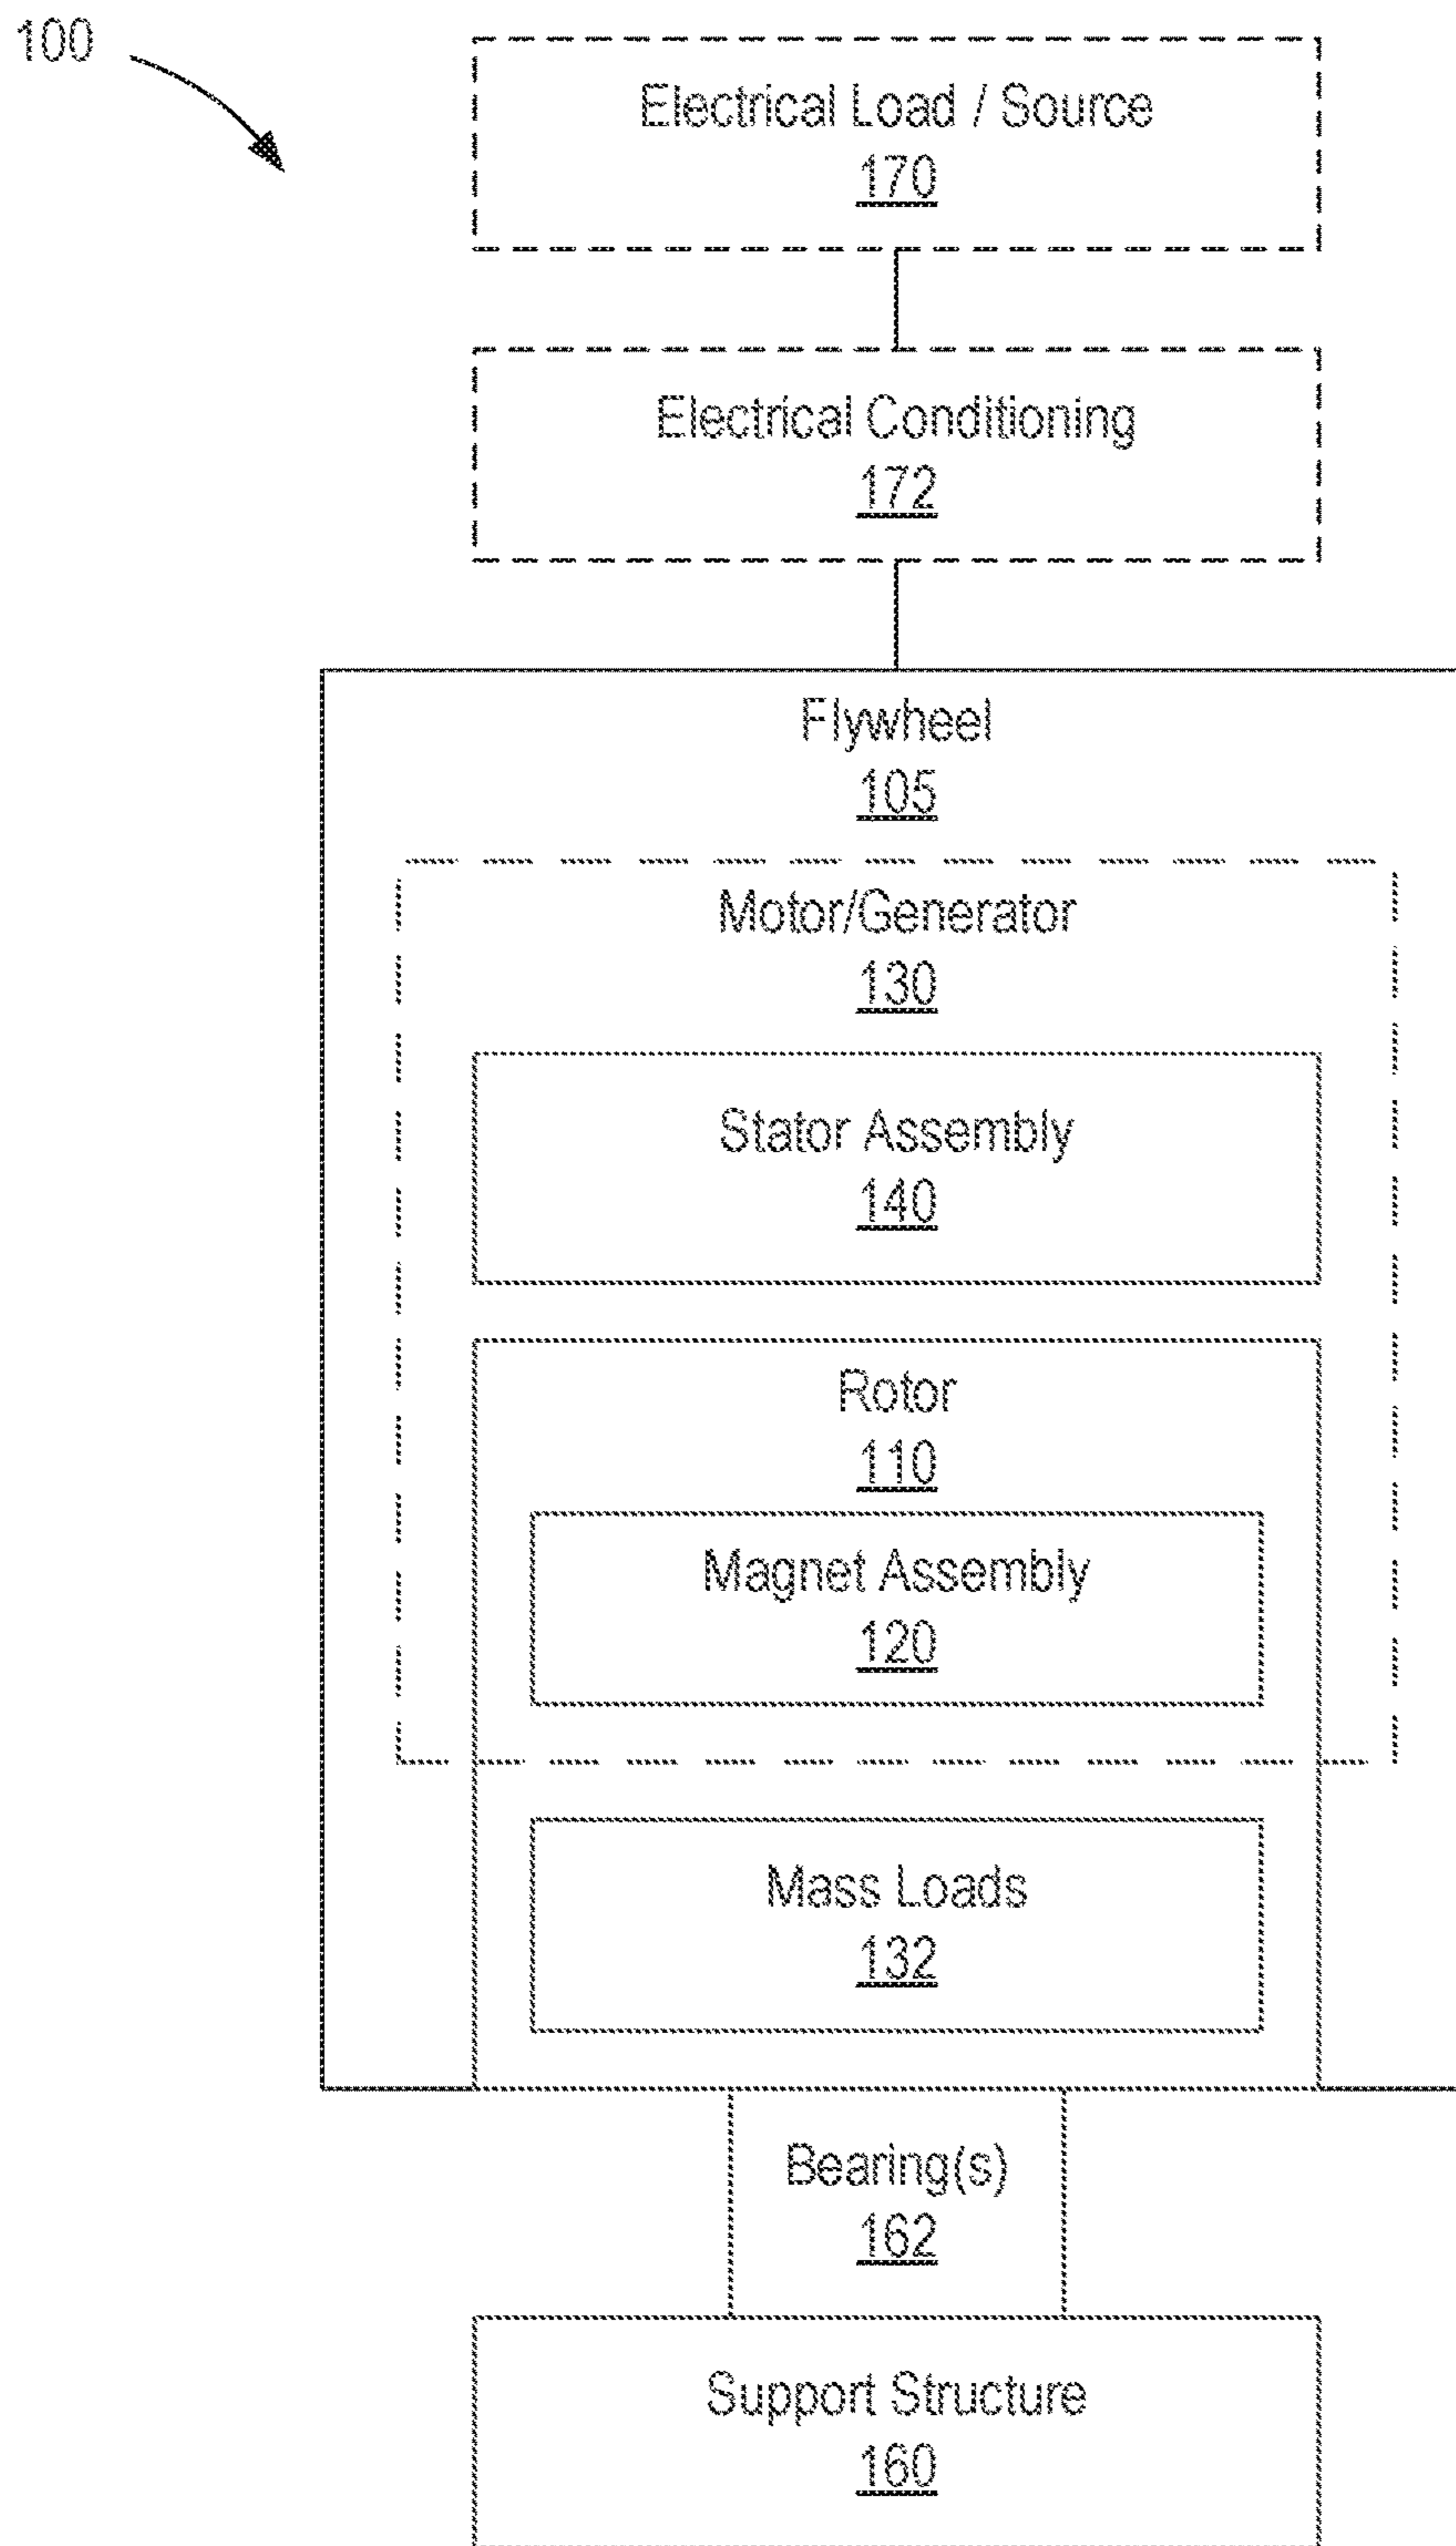 100
Electrical Load / Source
170
Electrical Conditioning
172
Flywheel
105
Motor/Generator
130
Stator Assembly
140
Rotor
110
Magnet Assembly
120
Mass Loads
132
Bearing(s)
162
Support Structure
160